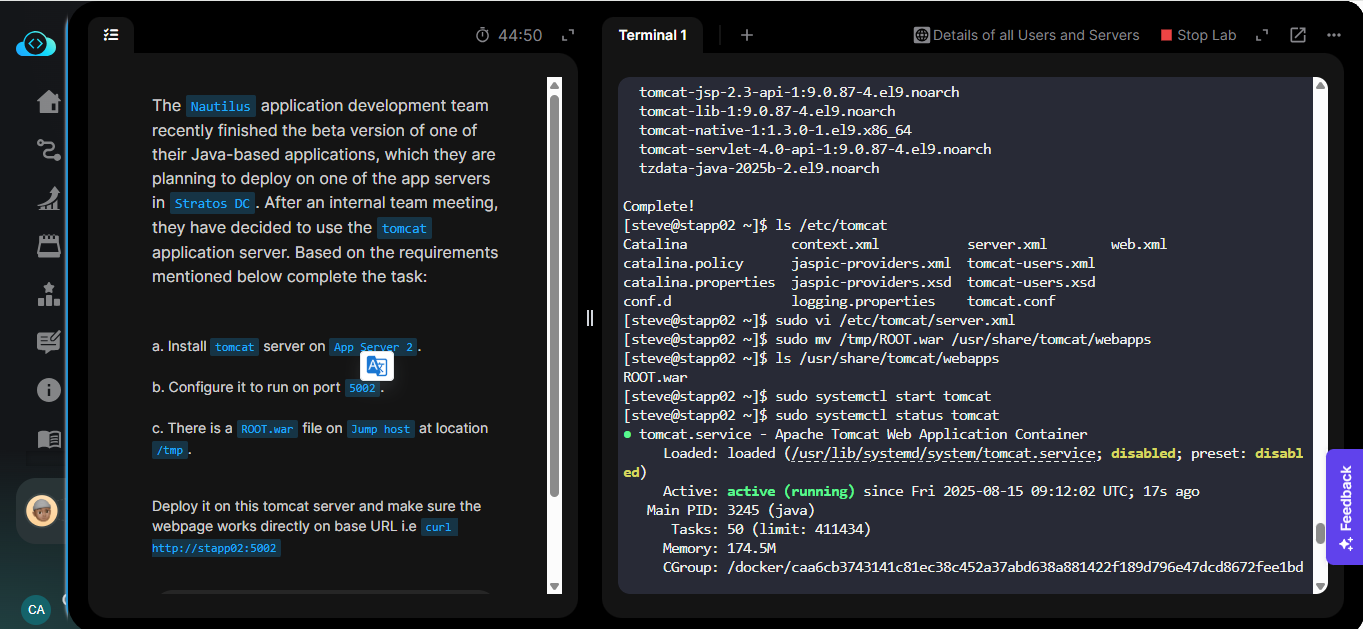 44:50
The Nautilus application development team
recently finished the beta version of one of
their Java-based applications, which they are
planning to deploy on one of the app servers
in Stratos DC. After an internal team meeting,
they have decided to use the tomcat
application server. Based on the requirements
mentioned below complete the task:
a. Install tomcat server on App Server 2.
b. Configure it to run on port 5002.
c. There is a ROOT.war file on Jump host at location
/tmp.
Deploy it on this tomcat server and make sure the
webpage works directly on base URL i.e curl
http://stapp02:5002
CA
Terminal 1
Details of all Users and Servers
Stop Lab
tomcat-jsp-2.3-api-1:9.0.87-4.el9.noarch
tomcat-lib-1:9.0.87-4.el9.noarch
tomcat-native-1:1.3.0-1.el9.x86_64
tomcat-servlet-4.0-api-1:9.0.87-4.el9.noarch
tzdata-java-2025b-2.el9.noarch
Complete!
[steve@stapp02 ~]$ ls /etc/tomcat
Catalina context.xml server.xml web.xml
catalina.policy jaspic-providers.xml tomcat-users.xml
catalina.properties jaspic-providers.xsd tomcat-users.xsd
conf.d logging.properties tomcat.conf
[steve@stapp02 ~]$ sudo vi /etc/tomcat/server.xml
[steve@stapp02 ~]$ sudo mv /tmp/ROOT.war /usr/share/tomcat/webapps
[steve@stapp02 ~]$ ls /usr/share/tomcat/webapps
ROOT.war
[steve@stapp02 ~]$ sudo systemctl start tomcat
[steve@stapp02 ~]$ sudo systemctl status tomcat
● tomcat.service - Apache Tomcat Web Application Container
Loaded: loaded (/usr/lib/systemd/system/tomcat.service; disabled; preset: disabl
ed)
Active: active (running) since Fri 2025-08-15 09:12:02 UTC; 17s ago
Main PID: 3245 (java)
Tasks: 50 (limit: 411434)
Memory: 174.5M
CGroup: /docker/caa6cb3743141c81ec38c452a37abd638a881422f189d796e47dcd8672fee1bd
Feedback